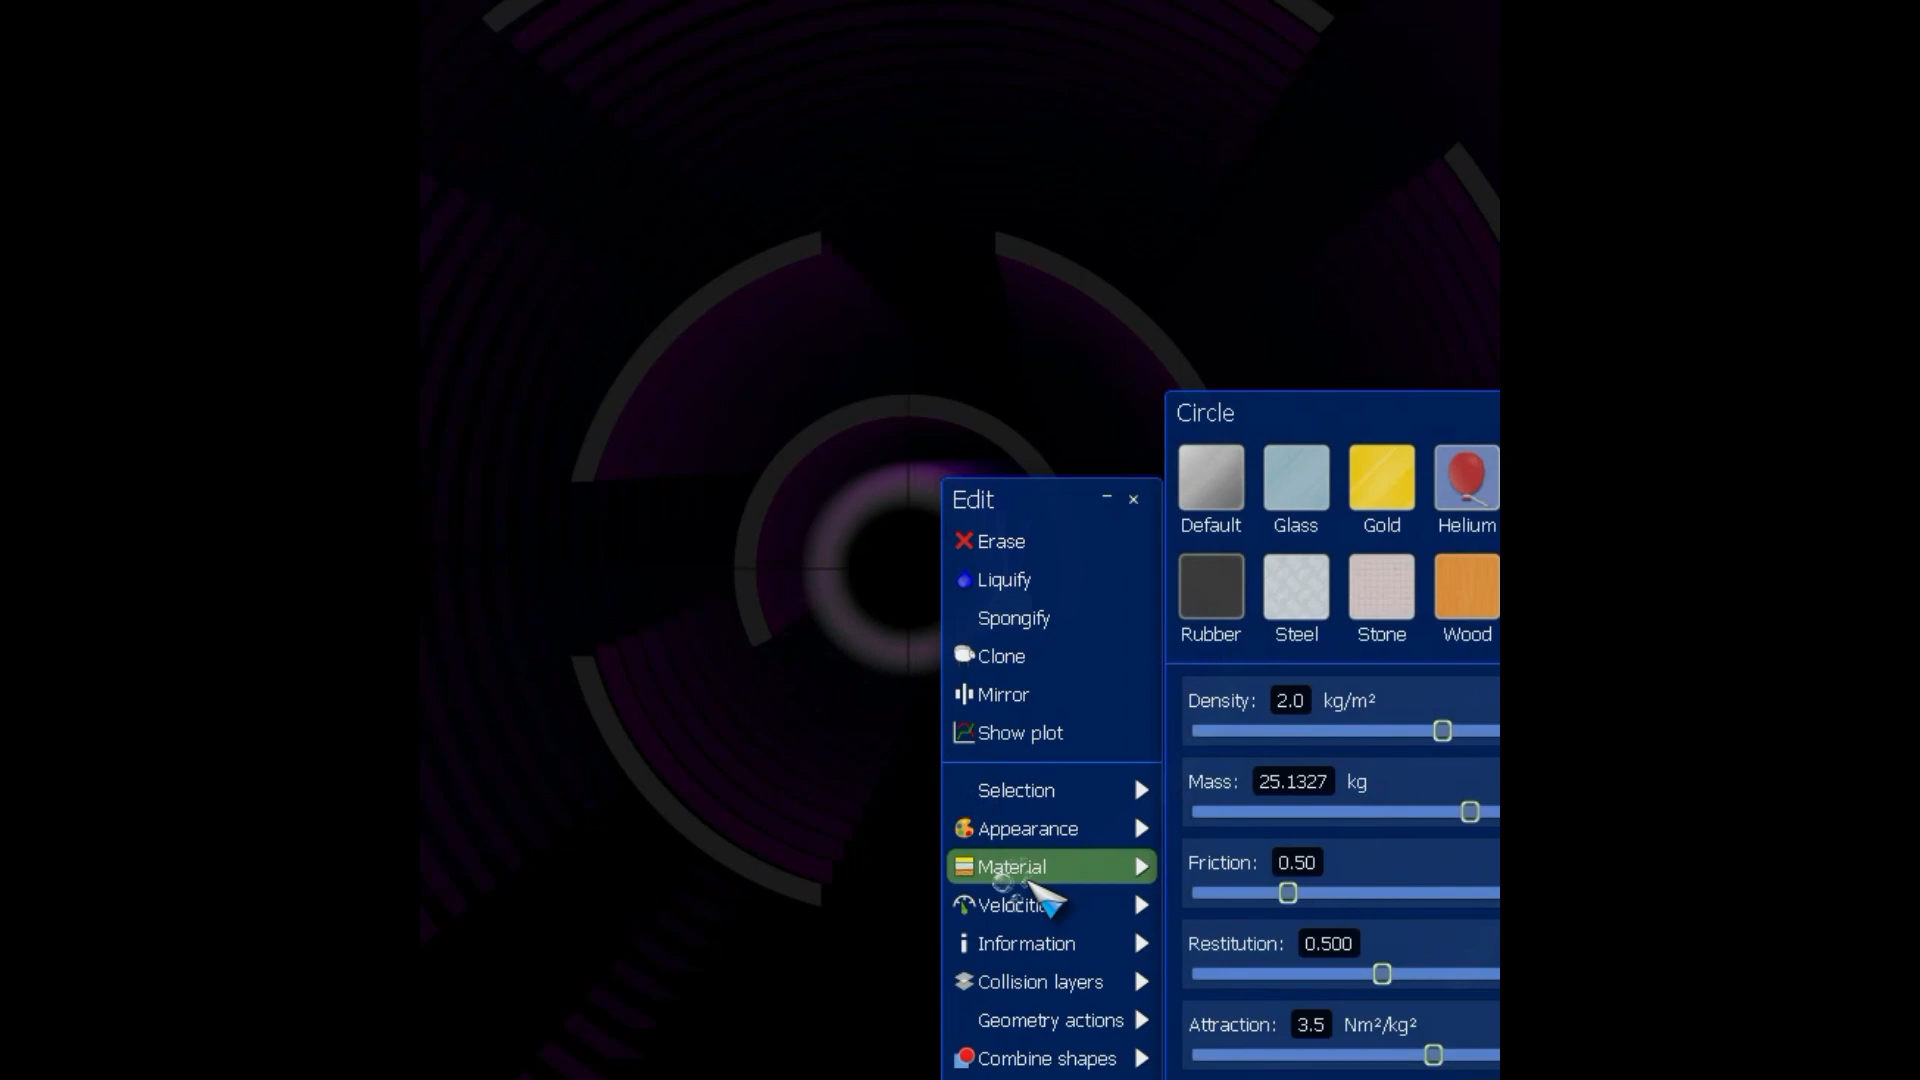 Edit
Erase
Liquify
Spongify
Clone
Mirror
Show plot
Selection
Appearance
Material
Velociti
Information
Collision layers
Geometry actions
Combine shapes
Circle
Default Glass Gold Helium
Rubber Steel Stone Wood
Density: 2.0 kg/m²
Mass: 25.1327 kg
Friction: 0.50
Restitution: 0.500
Attraction: 3.5 Nm²/kg²